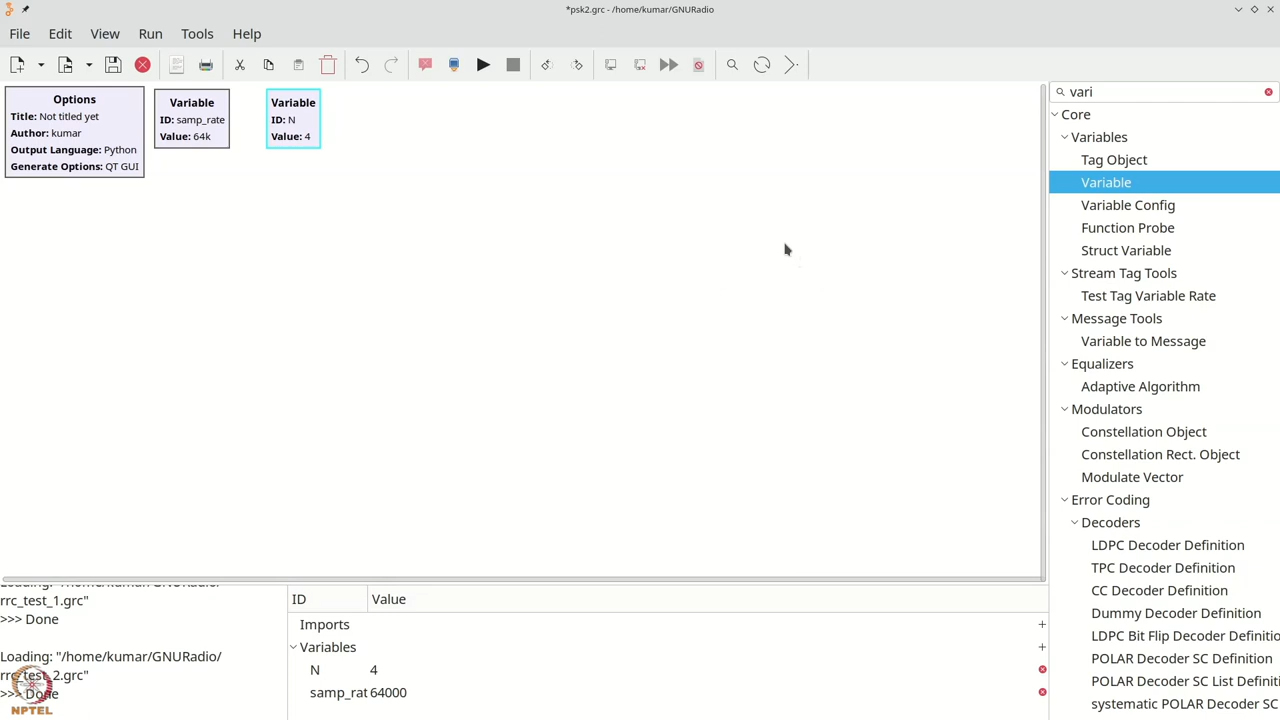 *psk2.grc - /home/kumar/GNURadio
File Edit View Run Tools Help
Options
Title: Not titled yet
Author: kumar
Output Language: Python
Generate Options: QT GUI
Variable
ID: samp_rate
Value: 64k
Variable
ID: N
Value: 4
vari
Core
Variables
Tag Object
Variable
Variable Config
Function Probe
Struct Variable
Stream Tag Tools
Test Tag Variable Rate
Message Tools
Variable to Message
Equalizers
Adaptive Algorithm
Modulators
Constellation Object
Constellation Rect. Object
Modulate Vector
Error Coding
Decoders
LDPC Decoder Definition
TPC Decoder Definition
CC Decoder Definition
Dummy Decoder Definition
LDPC Bit Flip Decoder Definitio
POLAR Decoder SC Definition
POLAR Decoder SC List Definiti
systematic POLAR Decoder SC
Loading: "/home/kumar/GNURadio/
rrc_test_1.grc"
>>> Done
Loading: "/home/kumar/GNURadio/
rrc_test_2.grc"
>>> Done
NPTEL
ID Value
Imports
Variables
N 4
samp_rat 64000